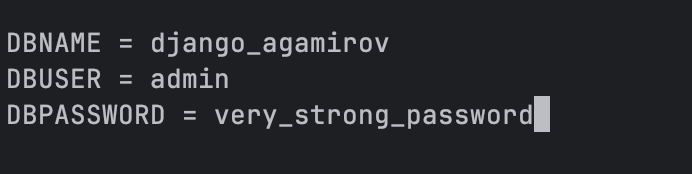 DBNAME = django_agamirov
DBUSER = admin
DBPASSWORD = very_strong_password